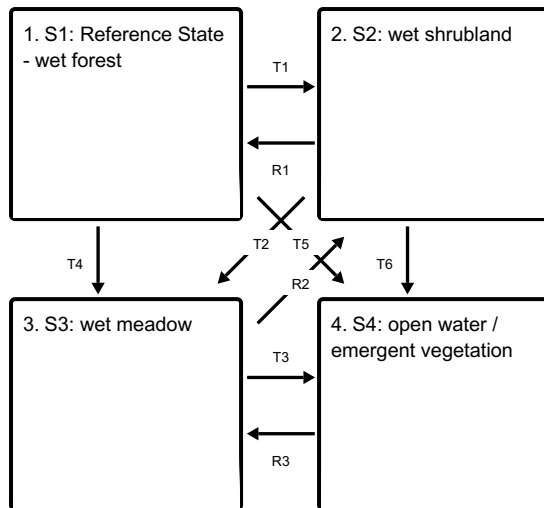 1. S1: Reference State
- wet forest
2. S2: wet shrubland
T1
R1
T4
T2
T5
T6
R2
3. S3: wet meadow
4. S4: open water /
emergent vegetation
T3
R3